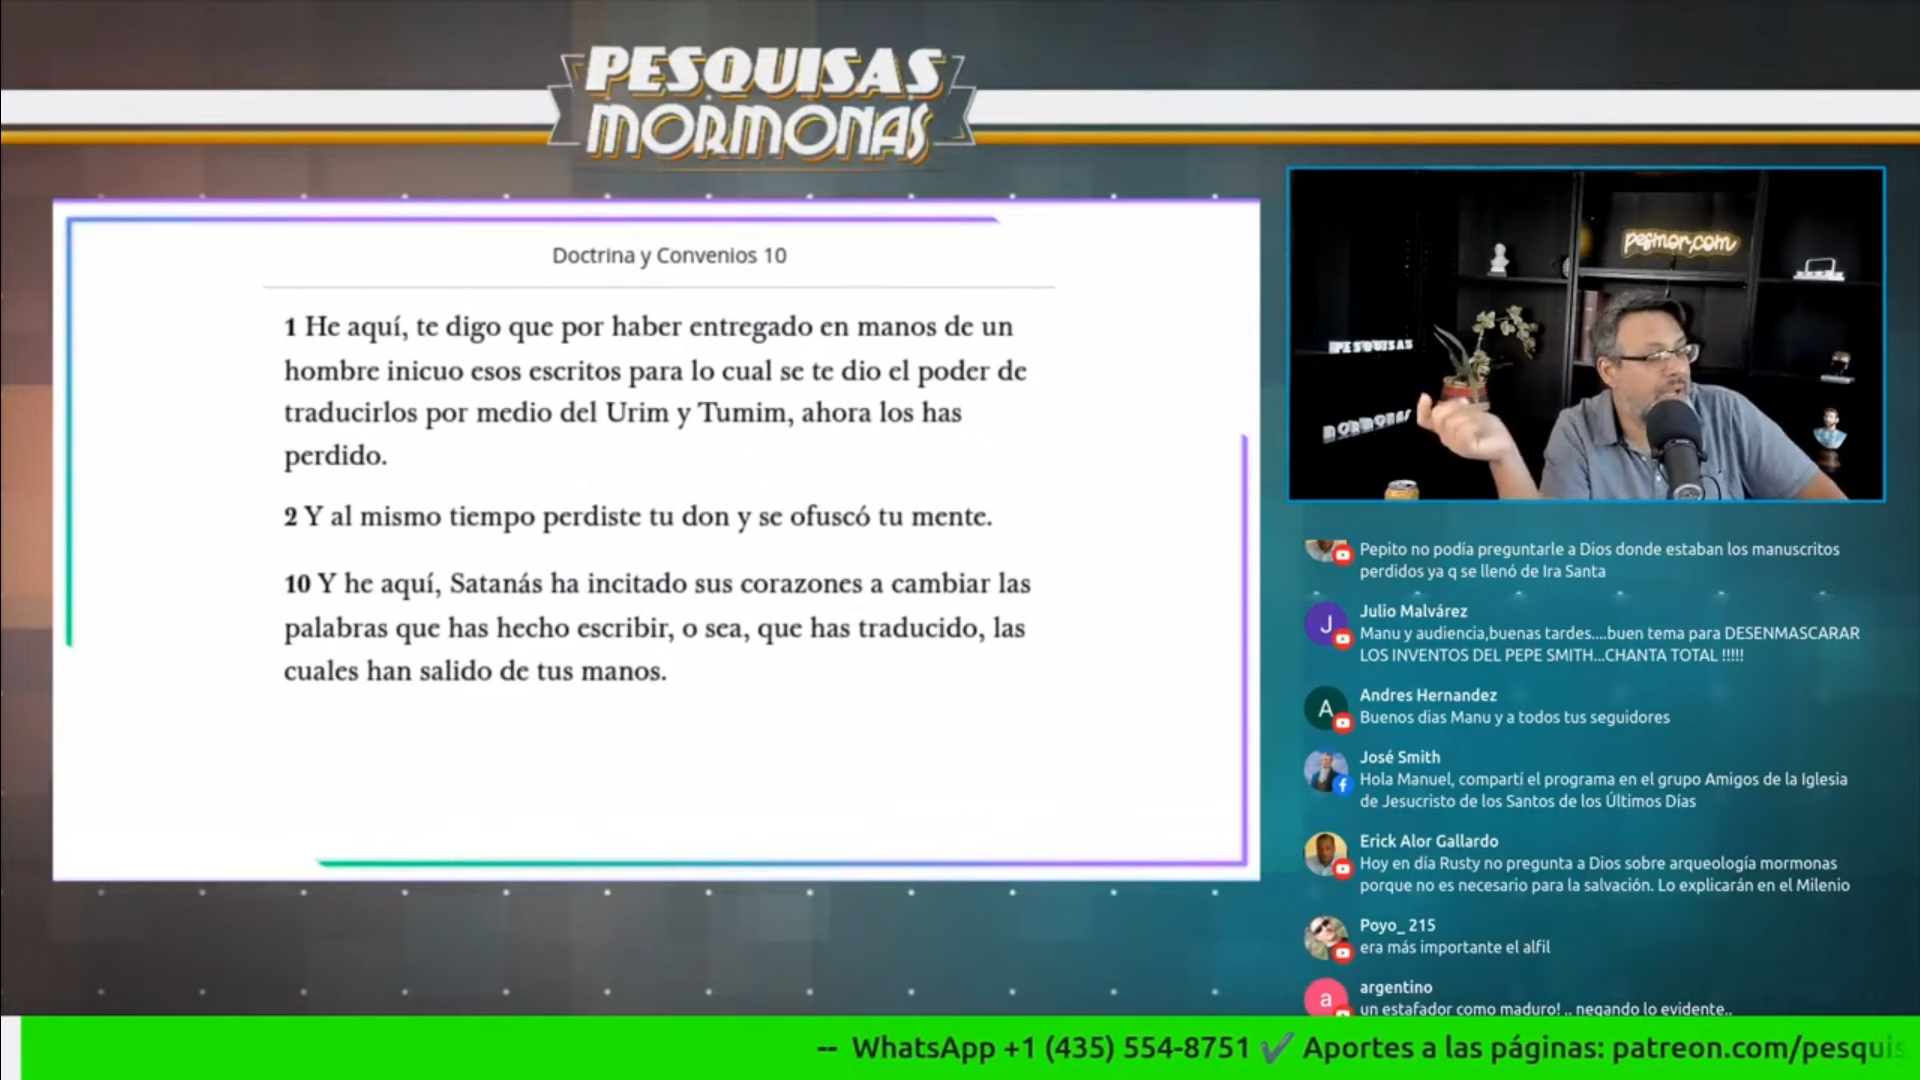 PESQUISAS
MORMONAS
Doctrina y Convenios 10
1 He aquí, te digo que por haber entregado en manos de un
hombre inicuo esos escritos para lo cual se te dio el poder de
traducirlos por medio del Urim y Tumim, ahora los has
perdido.
2 Y al mismo tiempo perdiste tu don y se ofuscó tu mente.
10 Y he aquí, Satanás ha incitado sus corazones a cambiar las
palabras que has hecho escribir, o sea, que has traducido, las
cuales han salido de tus manos.
pesmor.com
PESQUISAS
MORMONAS
Pepito no podía preguntarle a Dios donde estaban los manuscritos
perdidos ya q se llenó de Ira Santa
J
Julio Malvárez
Manu y audiencia,buenas tardes....buen tema para DESENMASCARAR
LOS INVENTOS DEL PEPE SMITH...CHANTA TOTAL !!!!!
A
Andres Hernandez
Buenos dias Manu y a todos tus seguidores
José Smith
Hola Manuel, compartí el programa en el grupo Amigos de la Iglesia
de Jesucristo de los Santos de los Últimos Días
Erick Alor Gallardo
Hoy en día Rusty no pregunta a Dios sobre arqueología mormonas
porque no es necesario para la salvación. Lo explicarán en el Milenio
Poyo_ 215
era más importante el alfil
a
argentino
un estafador como maduro! .. negando lo evidente..
-- WhatsApp +1 (435) 554-8751 ✔ Aportes a las páginas: patreon.com/pesquis